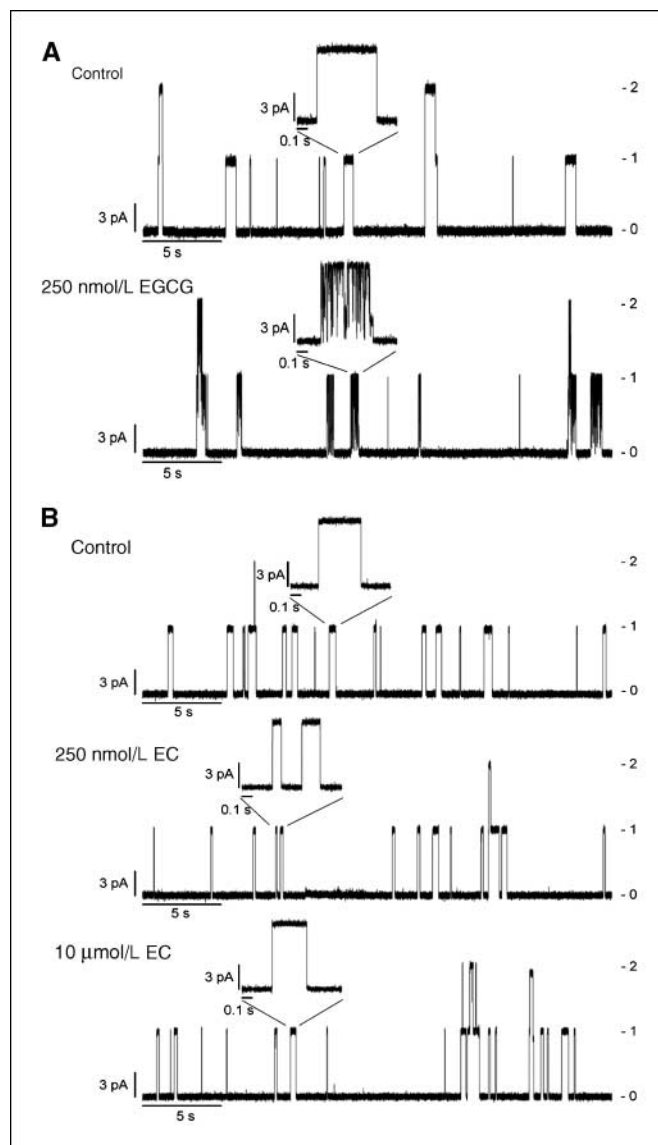 A
Control
3 pA
0.1 s
- 2
- 1
3 pA
- 0
5 s
250 nmol/L EGCG
3 pA
0.1 s
- 2
- 1
3 pA
- 0
5 s
B
Control
3 pA
0.1 s
- 2
- 1
3 pA
- 0
5 s
250 nmol/L EC
3 pA
0.1 s
- 2
- 1
3 pA
- 0
5 s
10 μmol/L EC
3 pA
0.1 s
- 2
- 1
3 pA
- 0
5 s